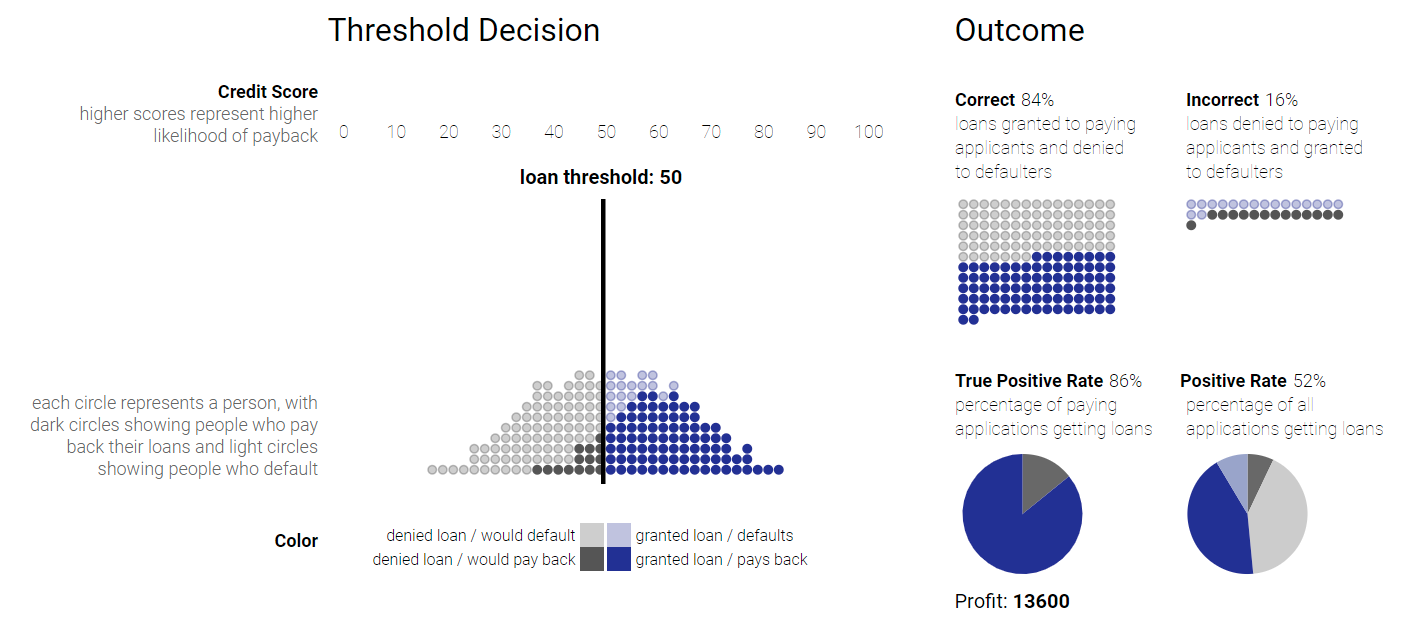 Threshold Decision
Credit Score
higher scores represent higher
likelihood of payback
0 10 20 30 40 50 60 70 80 90 100
loan threshold: 50
each circle represents a person, with
dark circles showing people who pay
back their loans and light circles
showing people who default
Color
denied loan / would default
granted loan / defaults
denied loan / would pay back
granted loan / pays back
Outcome
Correct 84%
loans granted to paying
applicants and denied
to defaulters
Incorrect 16%
loans denied to paying
applicants and granted
to defaulters
True Positive Rate 86%
percentage of paying
applications getting loans
Positive Rate 52%
percentage of all
applications getting loans
Profit: 13600